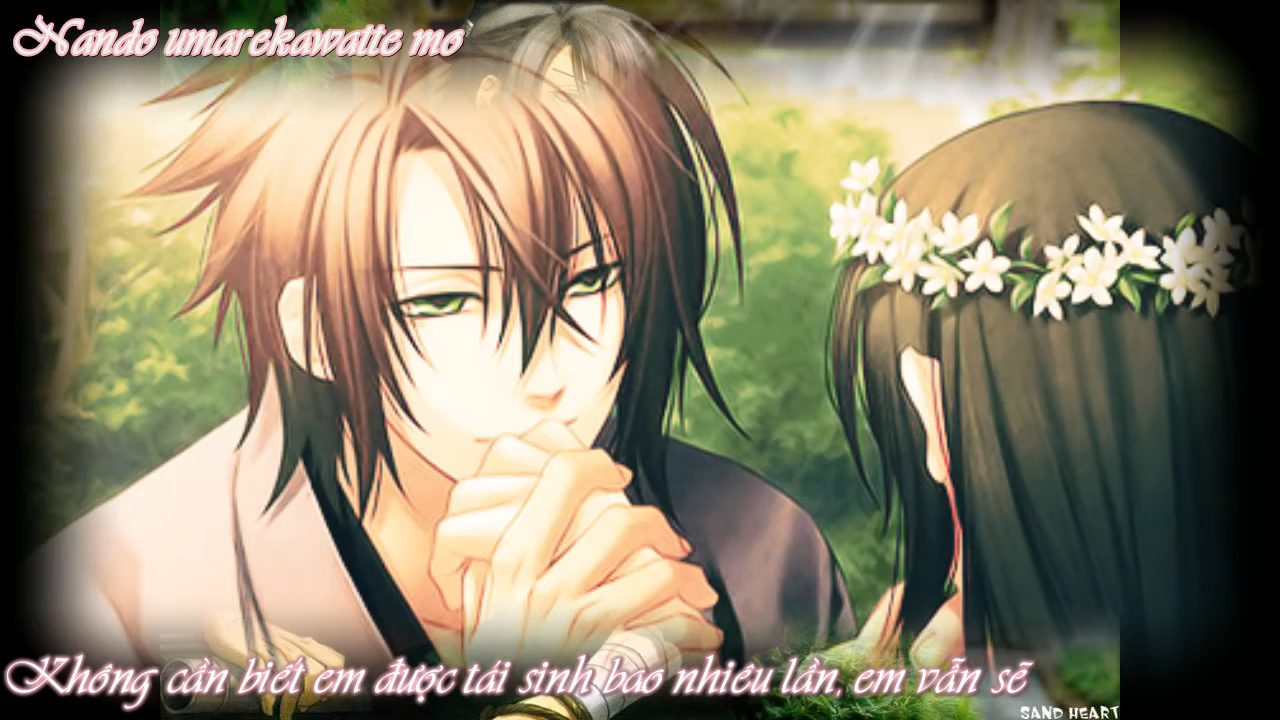 Nando umarekawatte mo
Không cần biết em được tái sinh bao nhiêu lần, em vẫn sẽ
SAND HEART